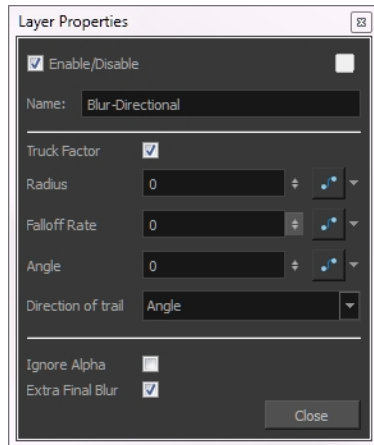 Layer Properties
Enable/Disable
Name: Blur-Directional
Truck Factor
Radius 0
Falloff Rate 0
Angle 0
Direction of trail Angle
Ignore Alpha
Extra Final Blur
Close